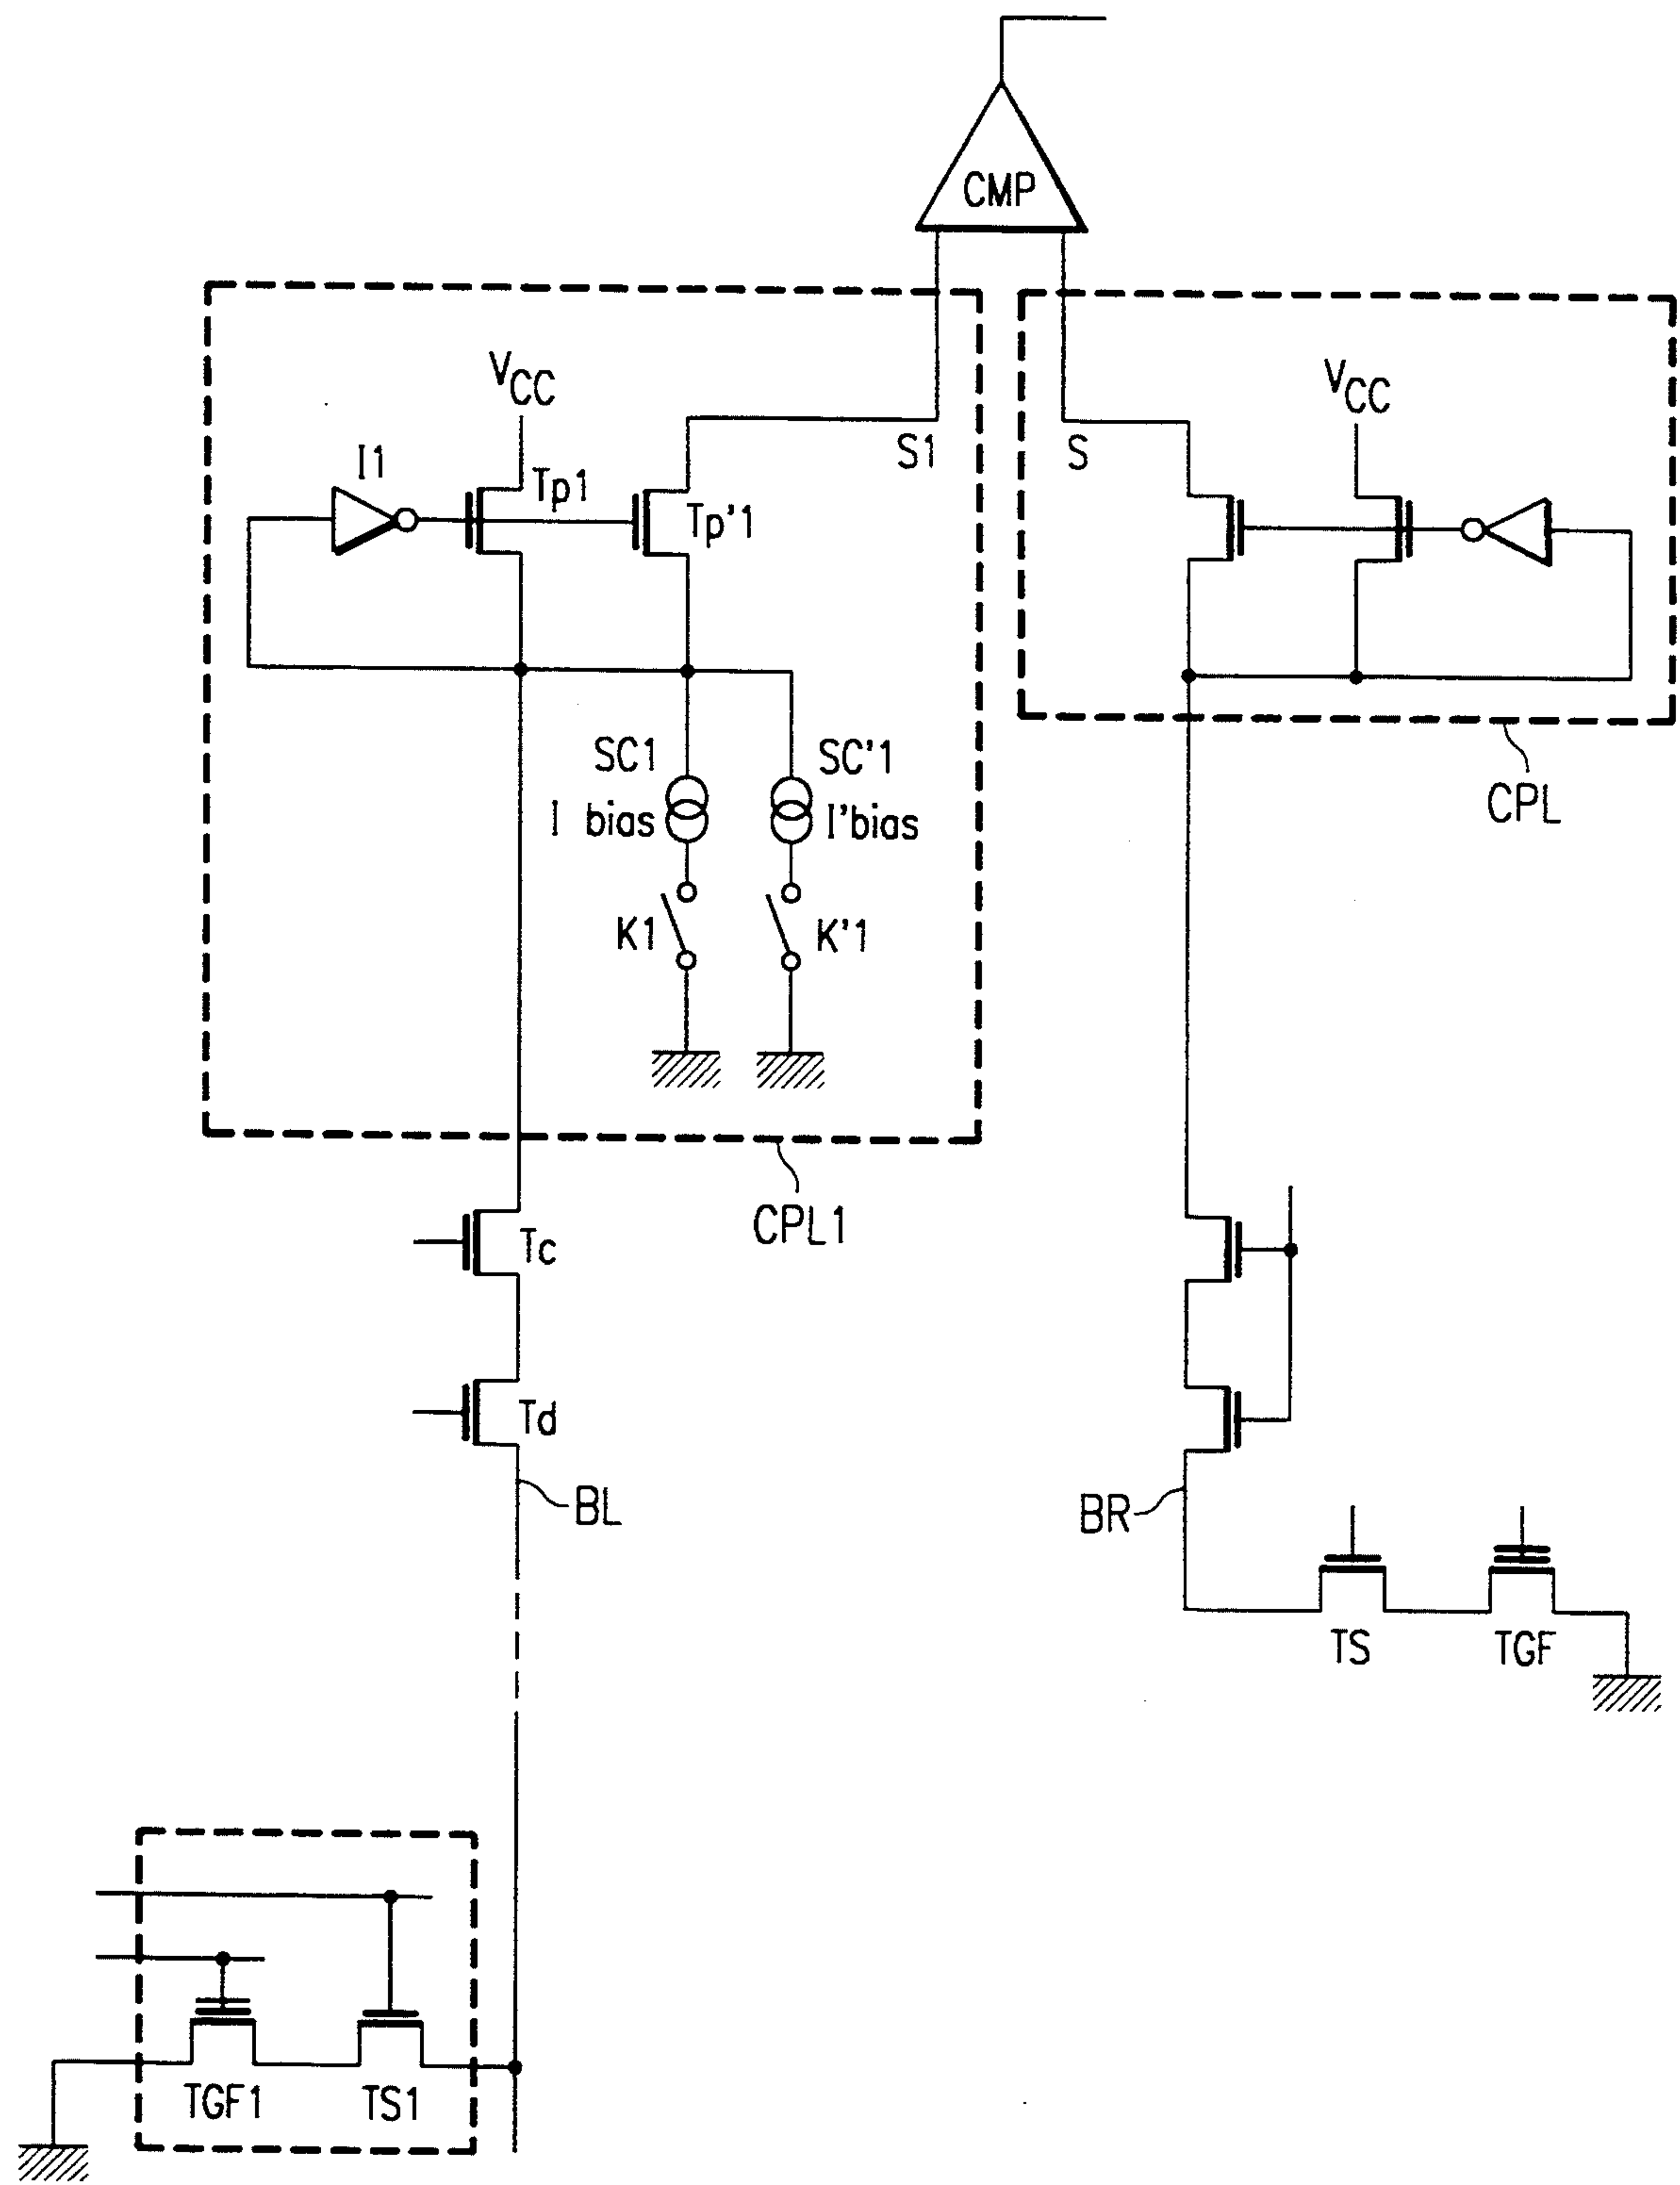 CMP
VCC
VCC
I1
Tp1
Tp'1
S1
S
SC1
SC'1
I bias
I'bias
CPL
K1
K'1
CPL1
Tc
Td
BL
BR
TS
TGF
TGF1
TS1